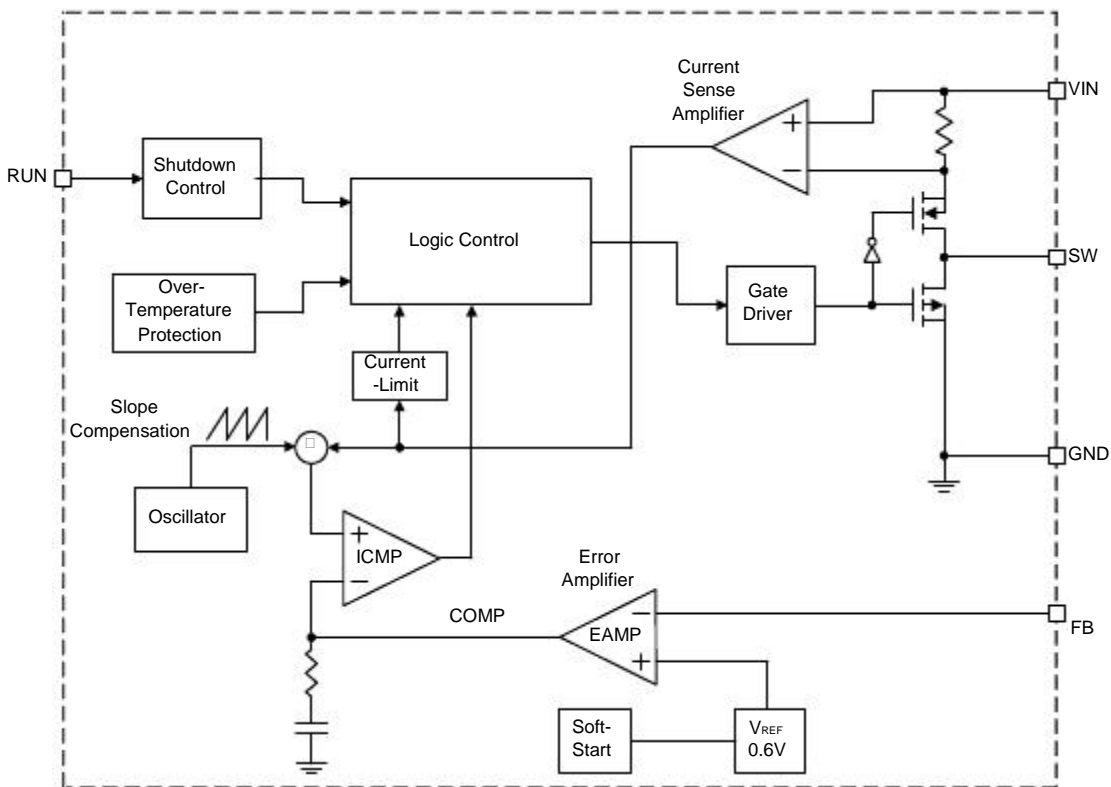 Current
Sense
Amplifier
VIN
+
−
RUN
Shutdown
Control
Logic Control
SW
Over-
Temperature
Protection
Gate
Driver
Current
-Limit
Slope
Compensation
GND
Oscillator
+
ICMP
−
Error
Amplifier
COMP
−
EAMP
+
FB
Soft-
Start
VREF
0.6V